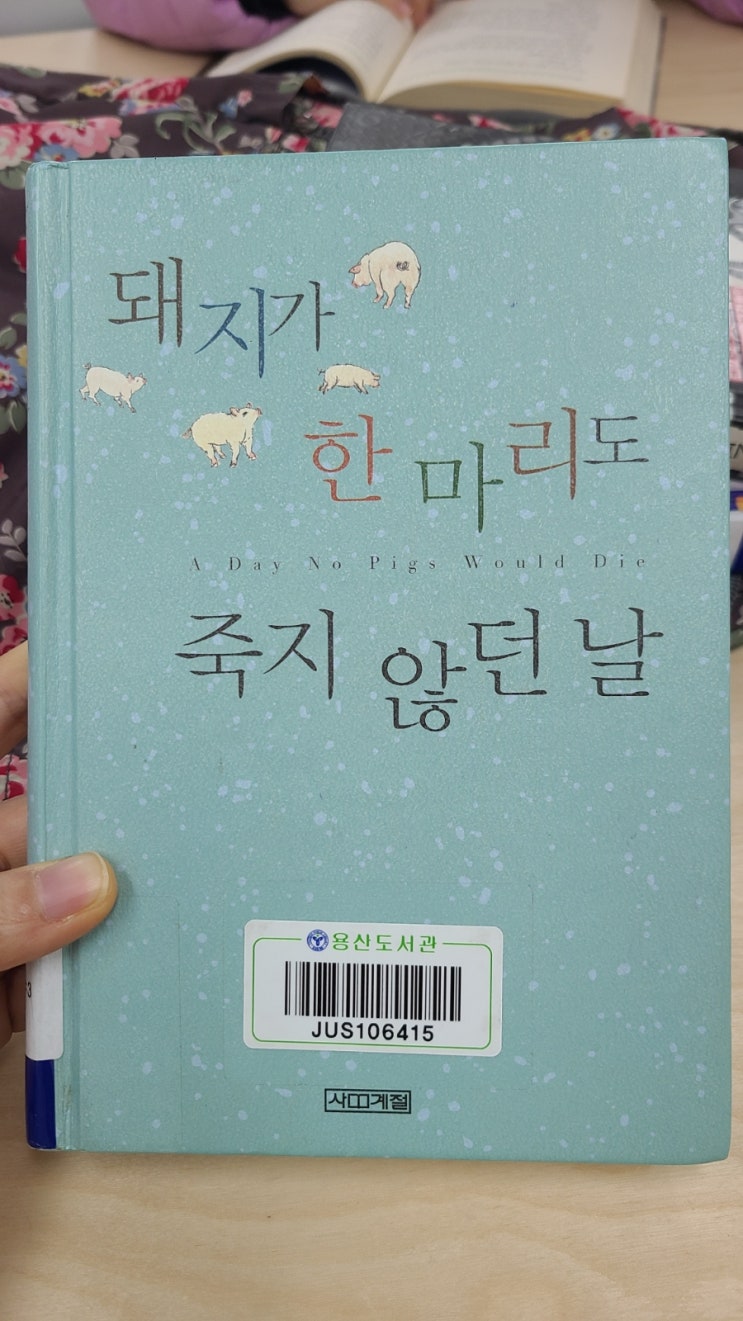 돼지가
한 마리도
A Day No Pigs Would Die
죽지 않던 날
용산도서관
JUS106415
사계절